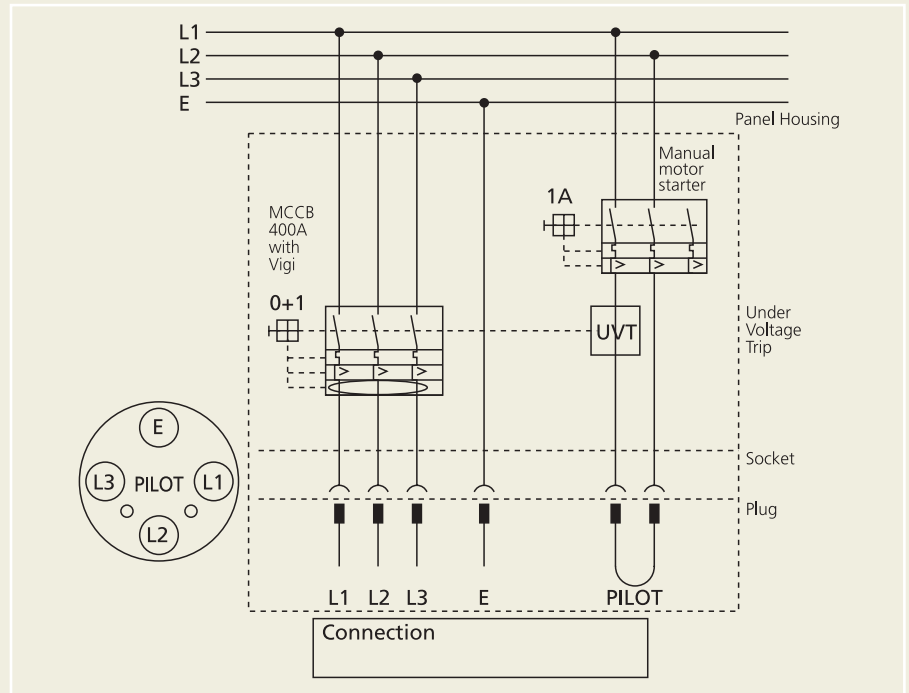 L1
L2
L3
E
Panel Housing
Manual
motor
starter
1A
MCCB
400A
with
Vigi
0+1
> > >
UVT
Under
Voltage
Trip
> > >
E
L3 PILOT L1
L2
Socket
Plug
L1 L2 L3 E PILOT
Connection